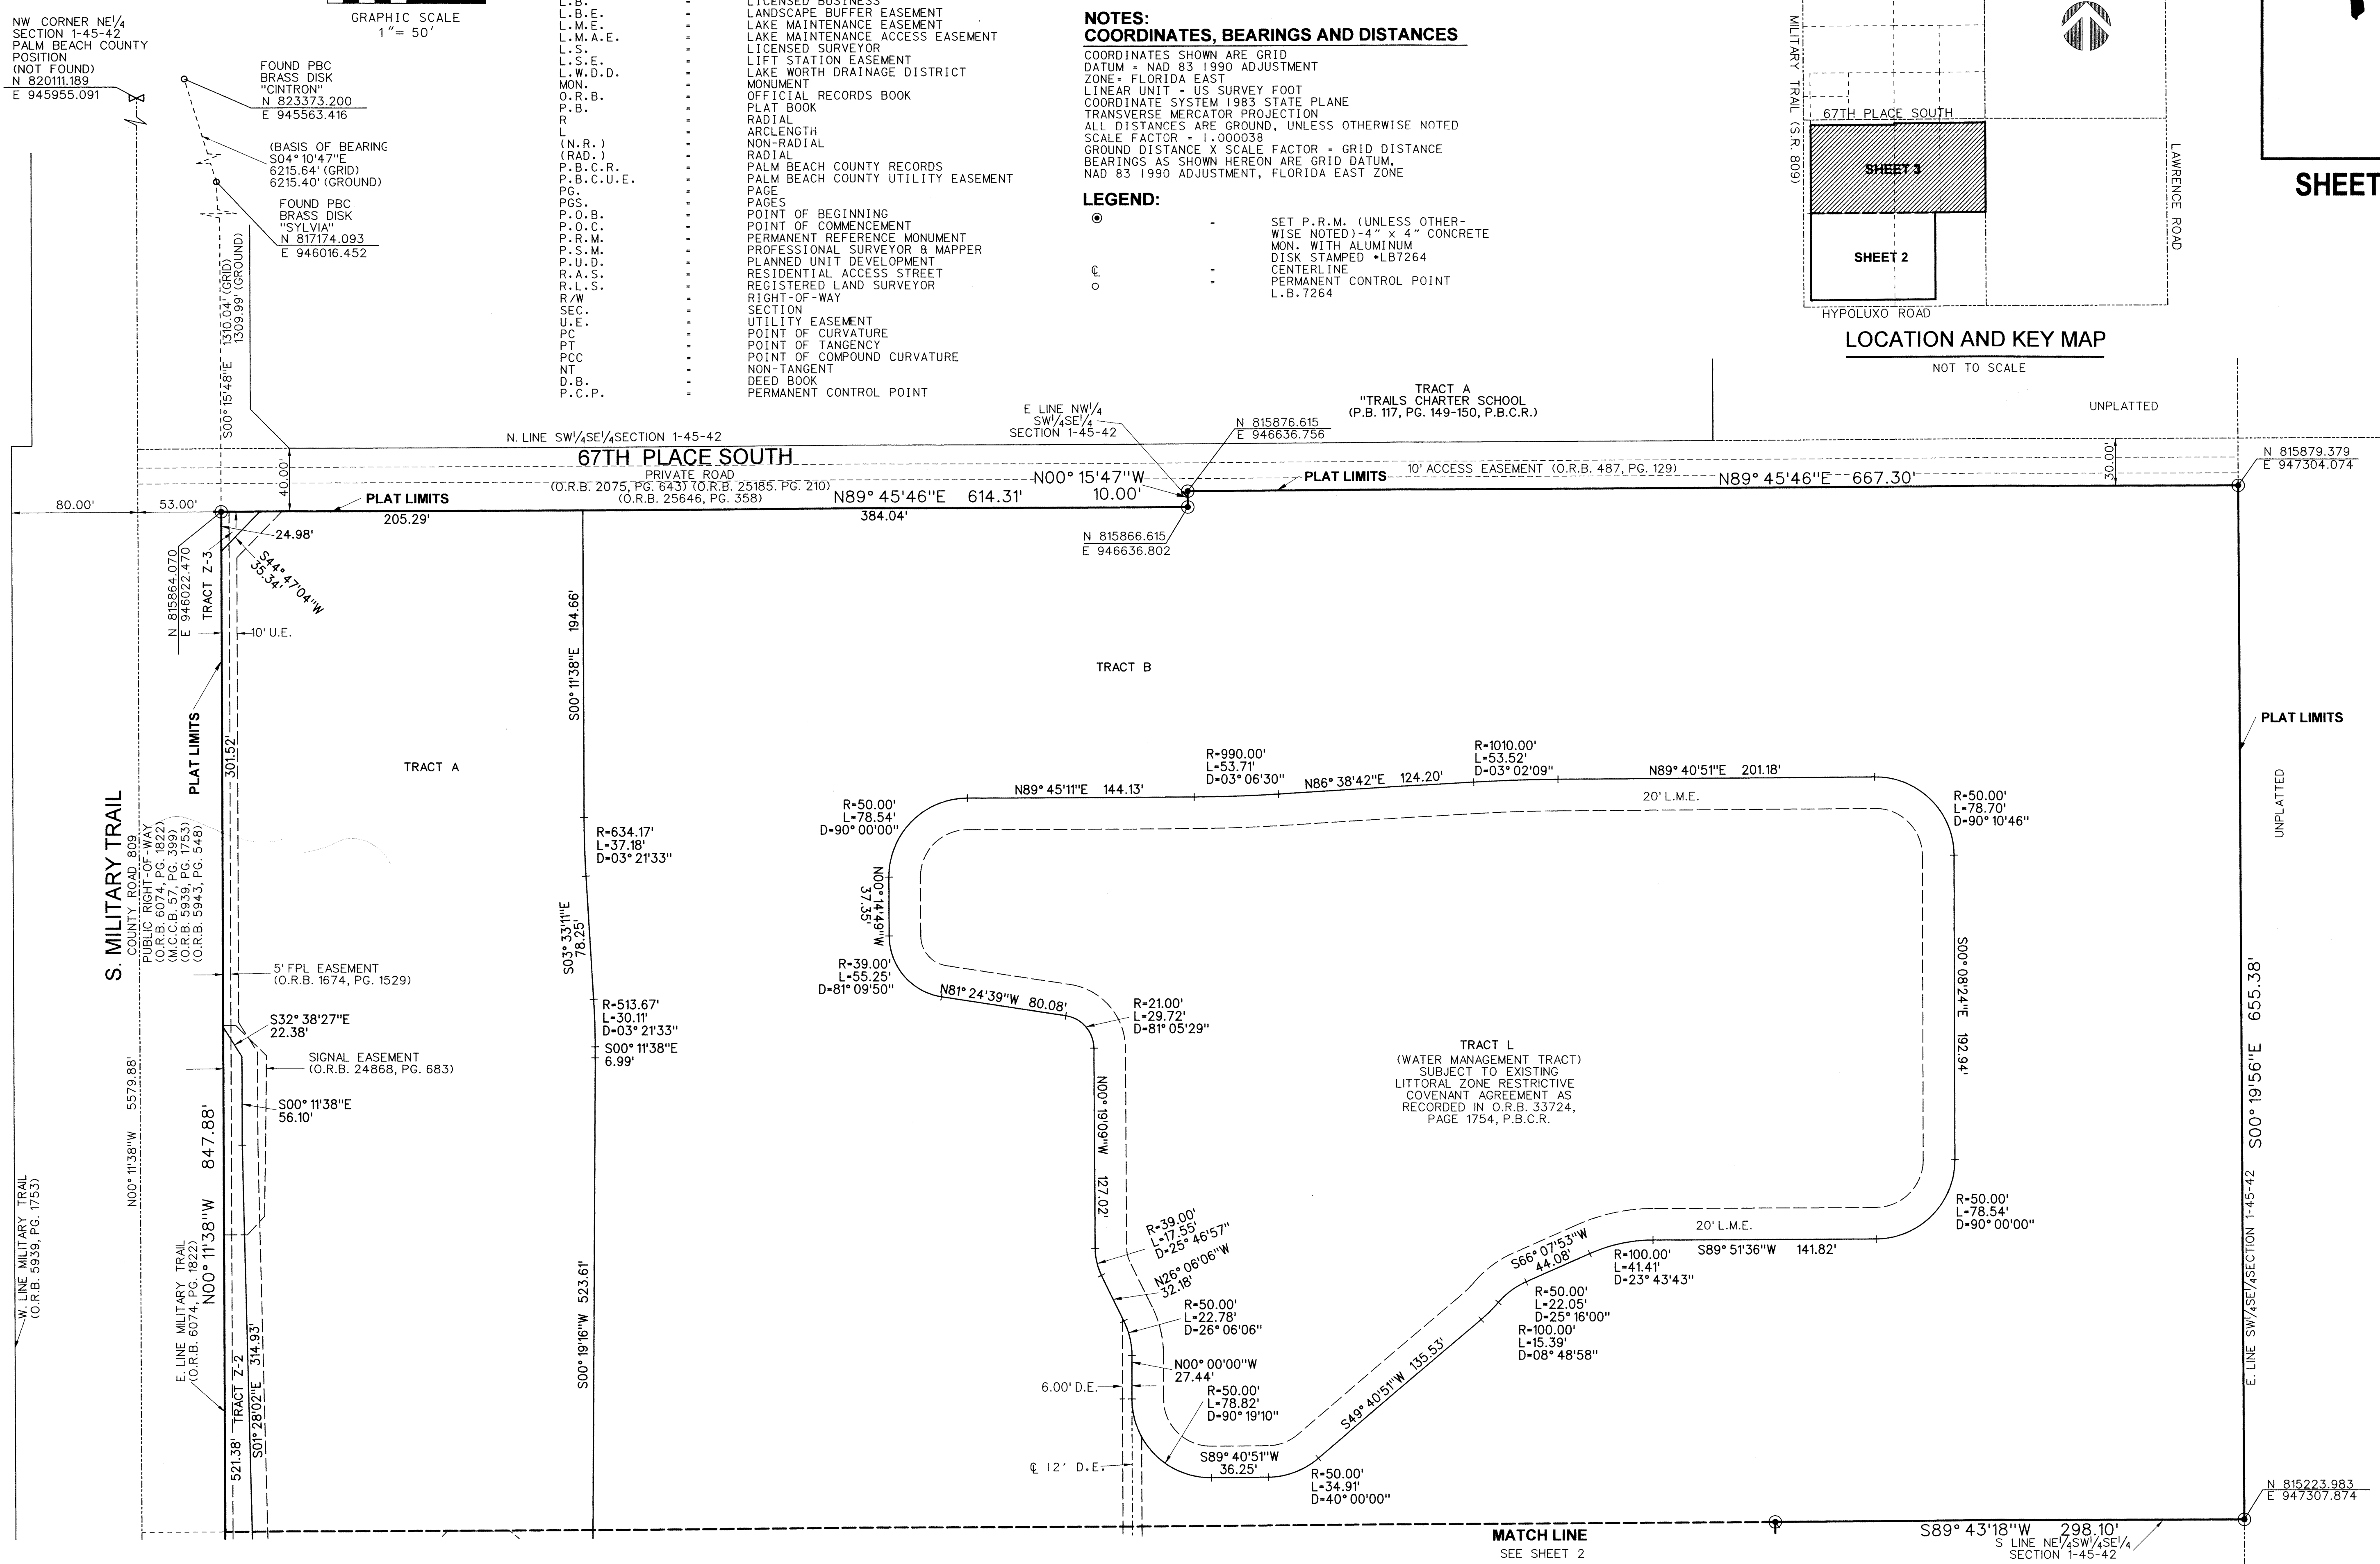 NW CORNER NE1/4
SECTION 1-45-42
PALM BEACH COUNTY
POSITION
(NOT FOUND)
N 820111.189
E 945955.091
FOUND PBC
BRASS DISK
"CINTRON"
N 823373.200
E 945563.416
(BASIS OF BEARING
S04°10'47"E
6215.64' (GRID)
6215.40' (GROUND)
FOUND PBC
BRASS DISK
"SYLVIA"
N 817174.093
E 946016.452
S00°15'48"E 1310.04' (GRID)
1309.99' (GROUND)
GRAPHIC SCALE
1"= 50'
L.B. = LICENSED BUSINESS
L.B.E. = LANDSCAPE BUFFER EASEMENT
L.M.E. = LAKE MAINTENANCE EASEMENT
L.M.A.E. = LAKE MAINTENANCE ACCESS EASEMENT
L.S. = LICENSED SURVEYOR
L.S.E. = LIFT STATION EASEMENT
L.W.D.D. = LAKE WORTH DRAINAGE DISTRICT
MON. = MONUMENT
O.R.B. = OFFICIAL RECORDS BOOK
P.B. = PLAT BOOK
R = RADIAL
L = ARCLENGTH
(N.R.) = NON-RADIAL
(RAD.) = RADIAL
P.B.C.R. = PALM BEACH COUNTY RECORDS
P.B.C.U.E. = PALM BEACH COUNTY UTILITY EASEMENT
PG. = PAGE
PGS. = PAGES
P.O.B. = POINT OF BEGINNING
P.O.C. = POINT OF COMMENCEMENT
P.R.M. = PERMANENT REFERENCE MONUMENT
P.S.M. = PROFESSIONAL SURVEYOR & MAPPER
P.U.D. = PLANNED UNIT DEVELOPMENT
R.A.S. = RESIDENTIAL ACCESS STREET
R.L.S. = REGISTERED LAND SURVEYOR
R/W = RIGHT-OF-WAY
SEC. = SECTION
U.E. = UTILITY EASEMENT
PC = POINT OF CURVATURE
PT = POINT OF TANGENCY
PCC = POINT OF COMPOUND CURVATURE
NT = NON-TANGENT
D.B. = DEED BOOK
P.C.P. = PERMANENT CONTROL POINT
NOTES:
COORDINATES, BEARINGS AND DISTANCES
COORDINATES SHOWN ARE GRID
DATUM = NAD 83 1990 ADJUSTMENT
ZONE= FLORIDA EAST
LINEAR UNIT = US SURVEY FOOT
COORDINATE SYSTEM 1983 STATE PLANE
TRANSVERSE MERCATOR PROJECTION
ALL DISTANCES ARE GROUND, UNLESS OTHERWISE NOTED
SCALE FACTOR = 1.000038
GROUND DISTANCE X SCALE FACTOR = GRID DISTANCE
BEARINGS AS SHOWN HEREON ARE GRID DATUM,
NAD 83 1990 ADJUSTMENT, FLORIDA EAST ZONE
LEGEND:
= SET P.R.M. (UNLESS OTHER-
WISE NOTED)-4" x 4" CONCRETE
MON. WITH ALUMINUM
DISK STAMPED •LB7264
℄ = CENTERLINE
= PERMANENT CONTROL POINT
L.B.7264
MILITARY TRAIL (S.R. 809)
67TH PLACE SOUTH
SHEET 3
SHEET 2
LAWRENCE ROAD
HYPOLUXO ROAD
LOCATION AND KEY MAP
NOT TO SCALE
SHEET
TRACT A
"TRAILS CHARTER SCHOOL
(P.B. 117, PG. 149-150, P.B.C.R.)
UNPLATTED
E LINE NW1/4
SW1/4SE1/4
SECTION 1-45-42
N 815876.615
E 946636.756
N. LINE SW1/4SE1/4SECTION 1-45-42
67TH PLACE SOUTH
PRIVATE ROAD
(O.R.B. 2075, PG. 643) (O.R.B. 25185. PG. 210)
(O.R.B. 25646, PG. 358)
40.00'
N00°15'47"W
10.00'
PLAT LIMITS
10' ACCESS EASEMENT (O.R.B. 487, PG. 129)
N89°45'46"E 667.30'
30.00'
N 815879.379
E 947304.074
80.00'
53.00'
PLAT LIMITS
N89°45'46"E 614.31'
205.29'
384.04'
N 815866.615
E 946636.802
24.98'
S44°47'04"W
35.34'
N 815864.070
E 946022.470
TRACT Z-3
10' U.E.
PLAT LIMITS
301.52'
TRACT A
S00°11'38"E 194.66'
TRACT B
PLAT LIMITS
UNPLATTED
R=634.17'
L=37.18'
D=03°21'33"
S03°33'11"E
78.25'
R=513.67'
L=30.11'
D=03°21'33"
S00°11'38"E
6.99'
S00°19'16"W 523.61'
S. MILITARY TRAIL
COUNTY ROAD 809
PUBLIC RIGHT-OF-WAY
(O.R.B. 6074, PG. 1822)
(M.C.C.B. 57, PG. 399)
(O.R.B. 5939, PG. 1753)
(O.R.B. 5943, PG. 548)
5' FPL EASEMENT
(O.R.B. 1674, PG. 1529)
S32°38'27"E
22.38'
SIGNAL EASEMENT
(O.R.B. 24868, PG. 683)
S00°11'38"E
56.10'
N00°11'38"W 5579.88'
W. LINE MILITARY TRAIL
(O.R.B. 5939, PG. 1753)
E. LINE MILITARY TRAIL
(O.R.B. 6074, PG. 1822)
N00°11'38"W 847.88'
521.38' TRACT Z-2
S01°28'02"E 314.93'
R=50.00'
L=78.54'
D=90°00'00"
N89°45'11"E 144.13'
R=990.00'
L=53.71'
D=03°06'30"
N86°38'42"E 124.20'
R=1010.00'
L=53.52'
D=03°02'09"
N89°40'51"E 201.18'
20' L.M.E.
R=50.00'
L=78.70'
D=90°10'46"
N00°14'49"W
37.35'
R=39.00'
L=55.25'
D=81°09'50"
N81°24'39"W 80.08'
R=21.00'
L=29.72'
D=81°05'29"
TRACT L
(WATER MANAGEMENT TRACT)
SUBJECT TO EXISTING
LITTORAL ZONE RESTRICTIVE
COVENANT AGREEMENT AS
RECORDED IN O.R.B. 33724,
PAGE 1754, P.B.C.R.
S00°08'24"E 192.94'
S00°19'56"E 655.38'
N00°19'09"W 127.02'
R=39.00'
L=17.55'
D=25°46'57"
N26°06'06"W
32.18'
R=50.00'
L=22.78'
D=26°06'06"
N00°00'00"W
27.44'
6.00' D.E.
R=50.00'
L=78.82'
D=90°19'10"
℄ 12' D.E.
S89°40'51"W
36.25'
R=50.00'
L=34.91'
D=40°00'00"
S49°40'51"W 135.53'
R=100.00'
L=15.39'
D=08°48'58"
R=50.00'
L=22.05'
D=25°16'00"
S66°07'53"W
44.08'
R=100.00'
L=41.41'
D=23°43'43"
20' L.M.E.
S89°51'36"W 141.82'
R=50.00'
L=78.54'
D=90°00'00"
E. LINE SW1/4SE1/4SECTION 1-45-42
N 815223.983
E 947307.874
MATCH LINE
SEE SHEET 2
S89°43'18"W 298.10'
S LINE NE1/4SW1/4SE1/4
SECTION 1-45-42